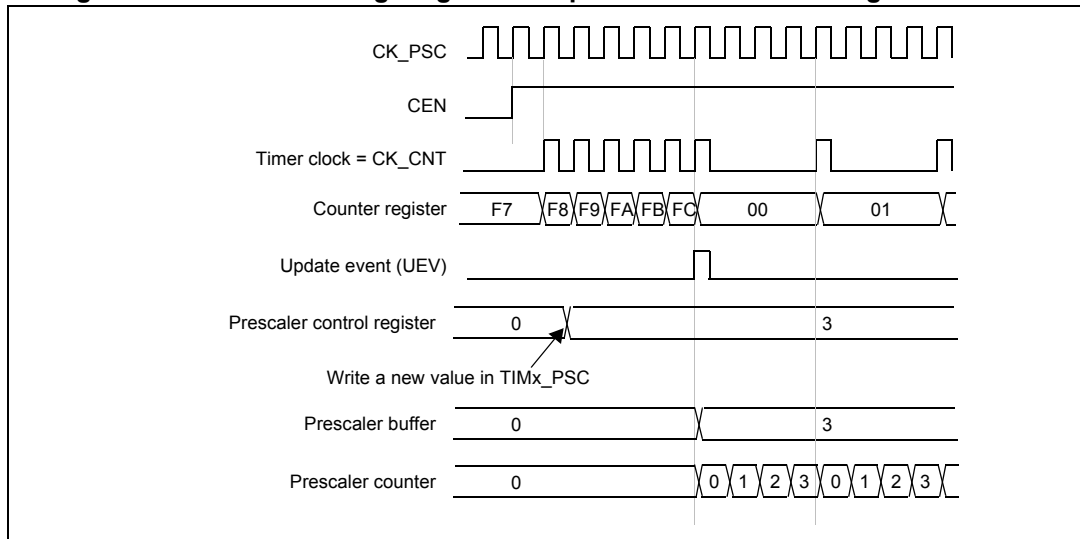 CK_PSC
CEN
Timer clock = CK_CNT
Counter register F7 F8 F9 FA FB FC 00 01
Update event (UEV)
Prescaler control register 0 3
Write a new value in TIMx_PSC
Prescaler buffer 0 3
Prescaler counter 0 0 1 2 3 0 1 2 3